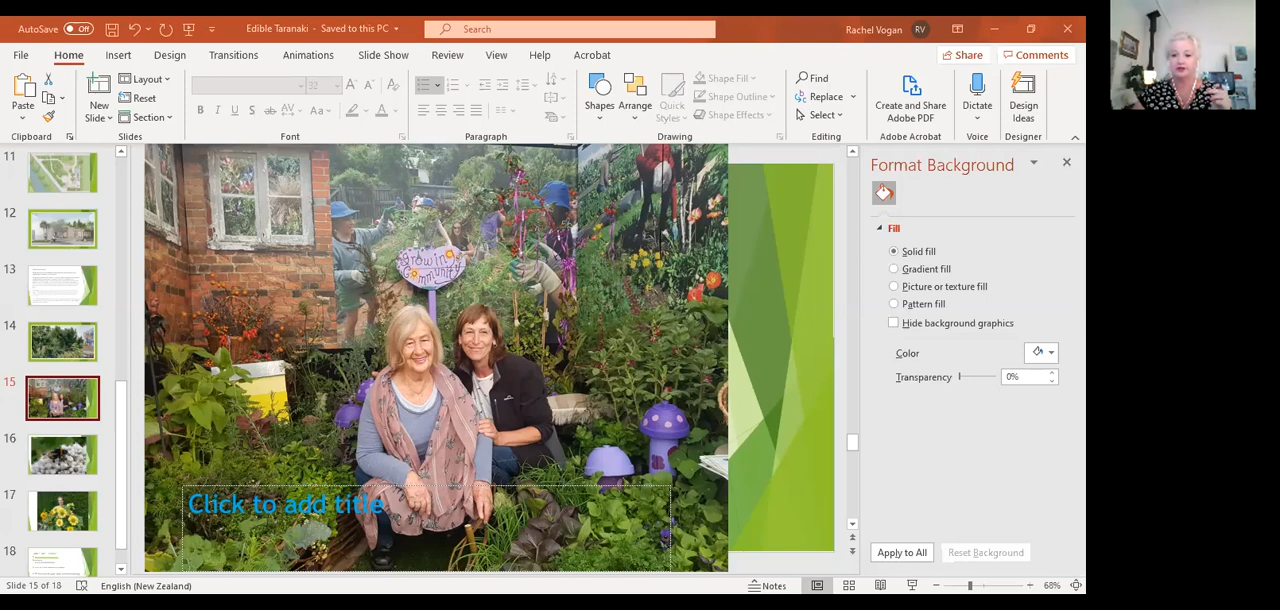 AutoSave Off Edible Taranaki - Saved to this PC Search Rachel Vogan RV
File Home Insert Design Transitions Animations Slide Show Review View Help Acrobat Share Comments
Paste
New
Slide
Layout
Reset
Section
32
B I U S ab AV Aa A
Shapes
Arrange
Quick
Styles
Shape Fill
Shape Outline
Shape Effects
Find
Replace
Select
Create and Share
Adobe PDF
Dictate
Design
Ideas
Clipboard Slides Font Paragraph Drawing Editing Adobe Acrobat Voice Designer
11
12
13
14
15
16
17
18
Growing
Community
Click to add title
Format Background
Fill
Solid fill
Gradient fill
Picture or texture fill
Pattern fill
Hide background graphics
Color
Transparency 0%
Apply to All Reset Background
Slide 15 of 18 English (New Zealand) Notes 68%